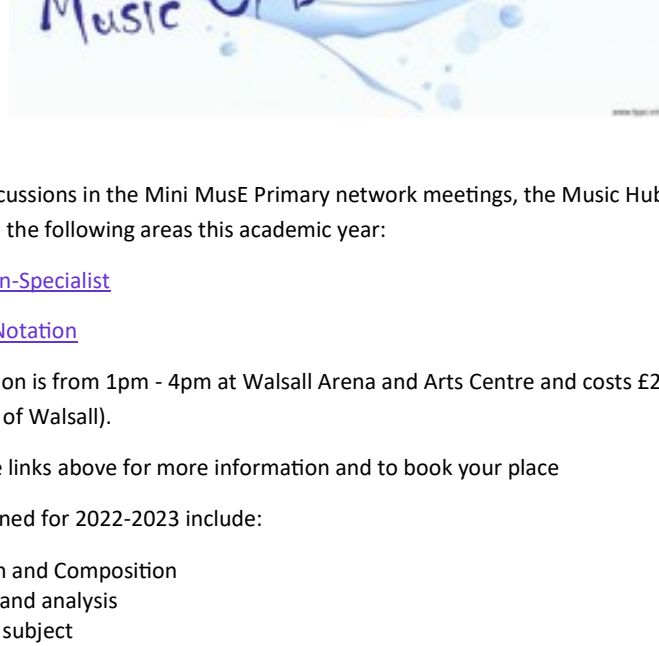 Music
cussions in the Mini MusE Primary network meetings, the Music Hub
the following areas this academic year:
n-Specialist
Notation
on is from 1pm - 4pm at Walsall Arena and Arts Centre and costs £2
of Walsall).
links above for more information and to book your place
ned for 2022-2023 include:
and Composition
and analysis
subject